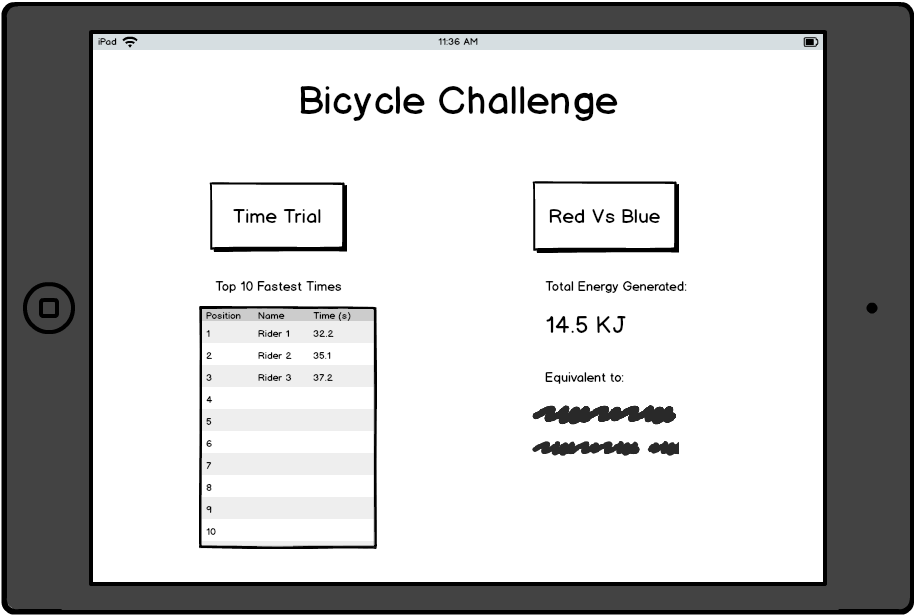 iPad 11:36 AM
Bicycle Challenge
Time Trial
Top 10 Fastest Times
Position Name Time (s)
1 Rider 1 32.2
2 Rider 2 35.1
3 Rider 3 37.2
4
5
6
7
8
9
10
Red Vs Blue
Total Energy Generated:
14.5 KJ
Equivalent to: